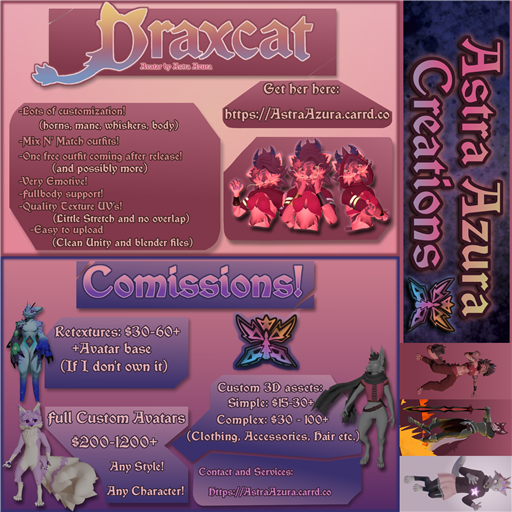 Draxcat
Avatar by Astra Azura
-Lots of customization!
(horns, mane, whiskers, body)
-Mix N' Match outfits!
-One free outfit coming after release!
(and possibly more)
-Very Emotive!
-fullbody support!
-Quality Texture UV's!
(Little Stretch and no overlap)
-Easy to upload
(Clean Unity and blender files)
Get her here:
https://AstraAzura.carrd.co
Astra Azura
Creations
Comissions!
Retextures: $30-60+
+Avatar base
(If I don't own it)
Custom 3D assets:
Simple: $15-30+
Complex: $30 - 100+
(Clothing, Accessories, Hair etc.)
full Custom Avatars
$200-1200+
Any Style!
Any Character!
Contact and Services:
Https://AstraAzura.carrd.co